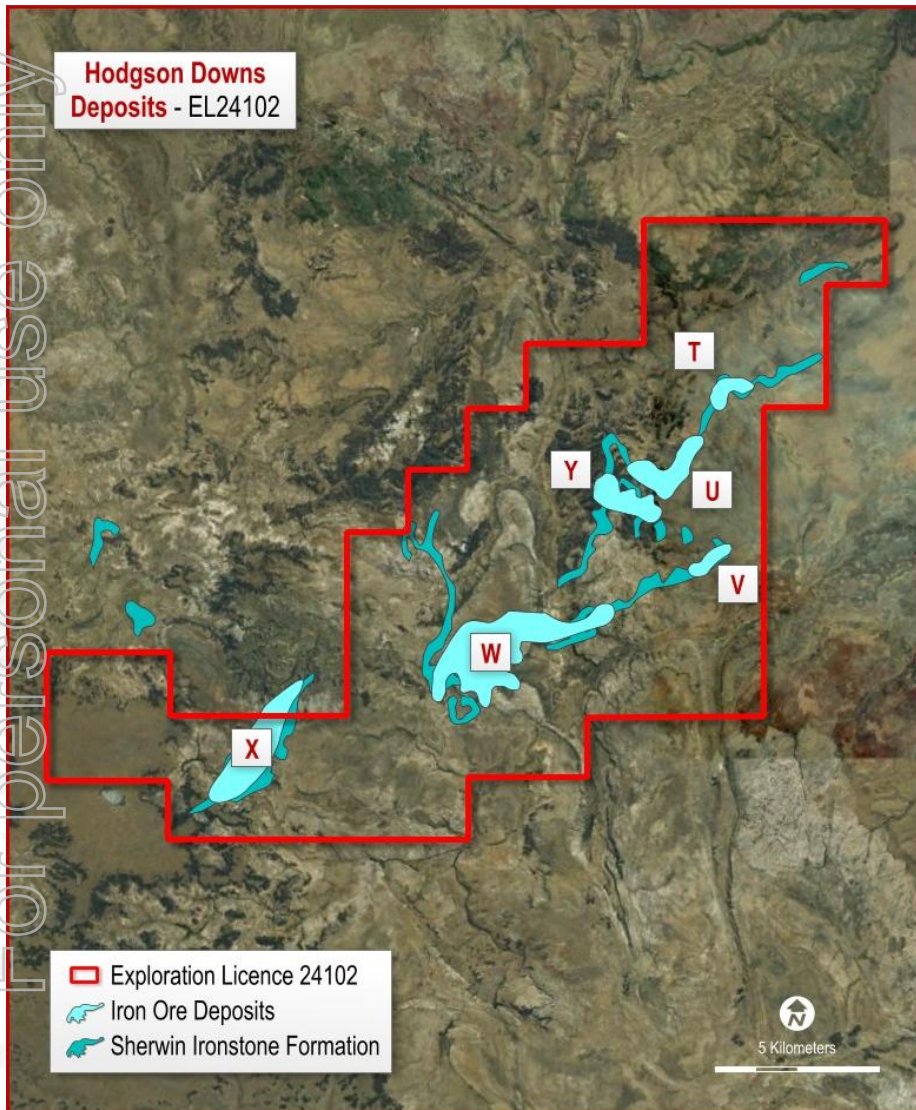 For personal use only
Hodgson Downs
Deposits - EL24102
T
Y
U
V
W
X
Exploration Licence 24102
Iron Ore Deposits
Sherwin Ironstone Formation
N
5 Kilometers